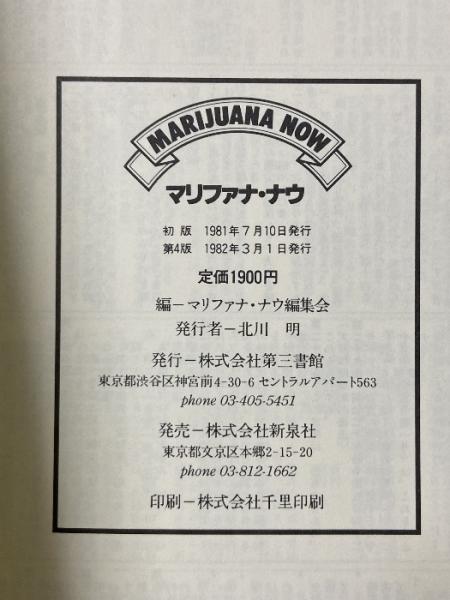 MARIJUANA NOW
マリファナ・ナウ
初 版 1981年7月10日発行
第4版 1982年3月1日発行
定価1900円
編−マリファナ・ナウ編集会
発行者−北川 明
発行−株式会社第三書館
東京都渋谷区神宮前4-30-6 セントラルアパート563
phone 03-405-5451
発売−株式会社新泉社
東京都文京区本郷2-15-20
phone 03-812-1662
印刷−株式会社千里印刷